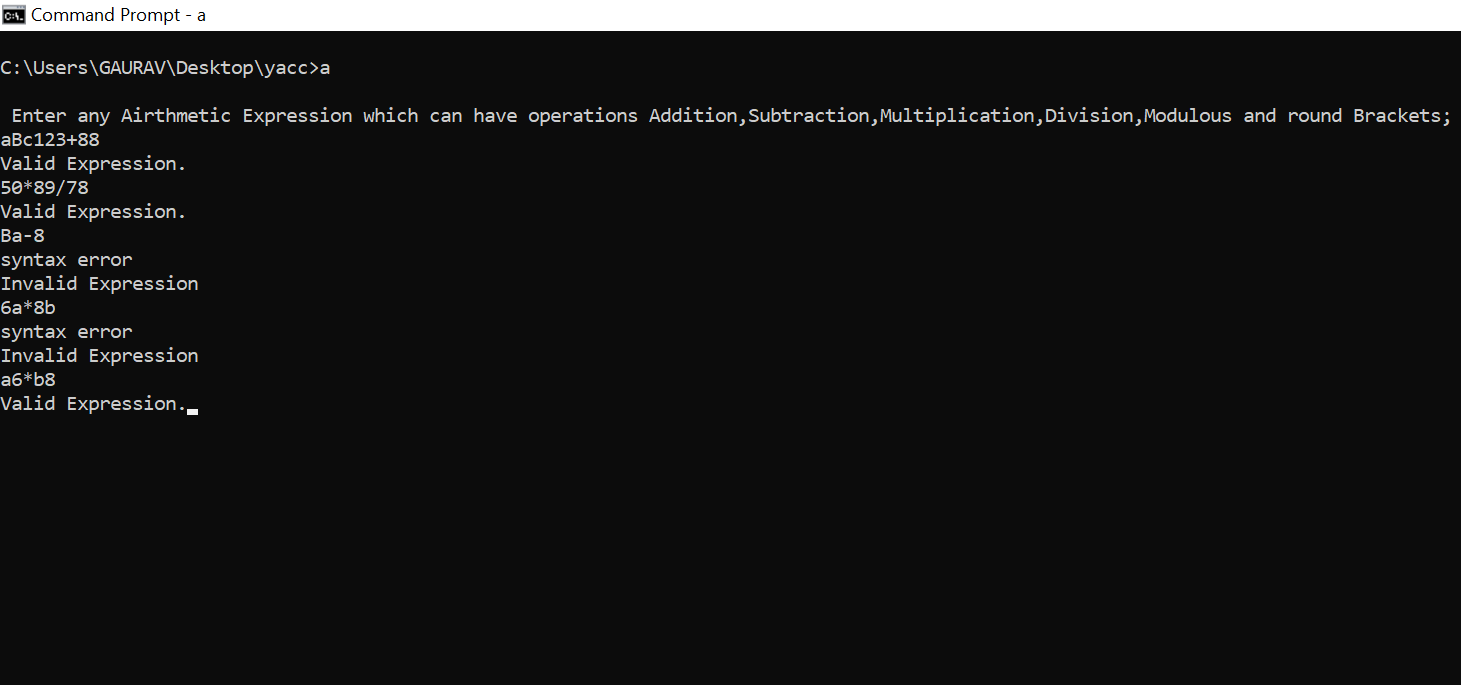 Command Prompt - a
C:\Users\GAURAV\Desktop\yacc>a
Enter any Airthmetic Expression which can have operations Addition,Subtraction,Multiplication,Division,Modulous and round Brackets;
aBc123+88
Valid Expression.
50*89/78
Valid Expression.
Ba-8
syntax error
Invalid Expression
6a*8b
syntax error
Invalid Expression
a6*b8
Valid Expression.